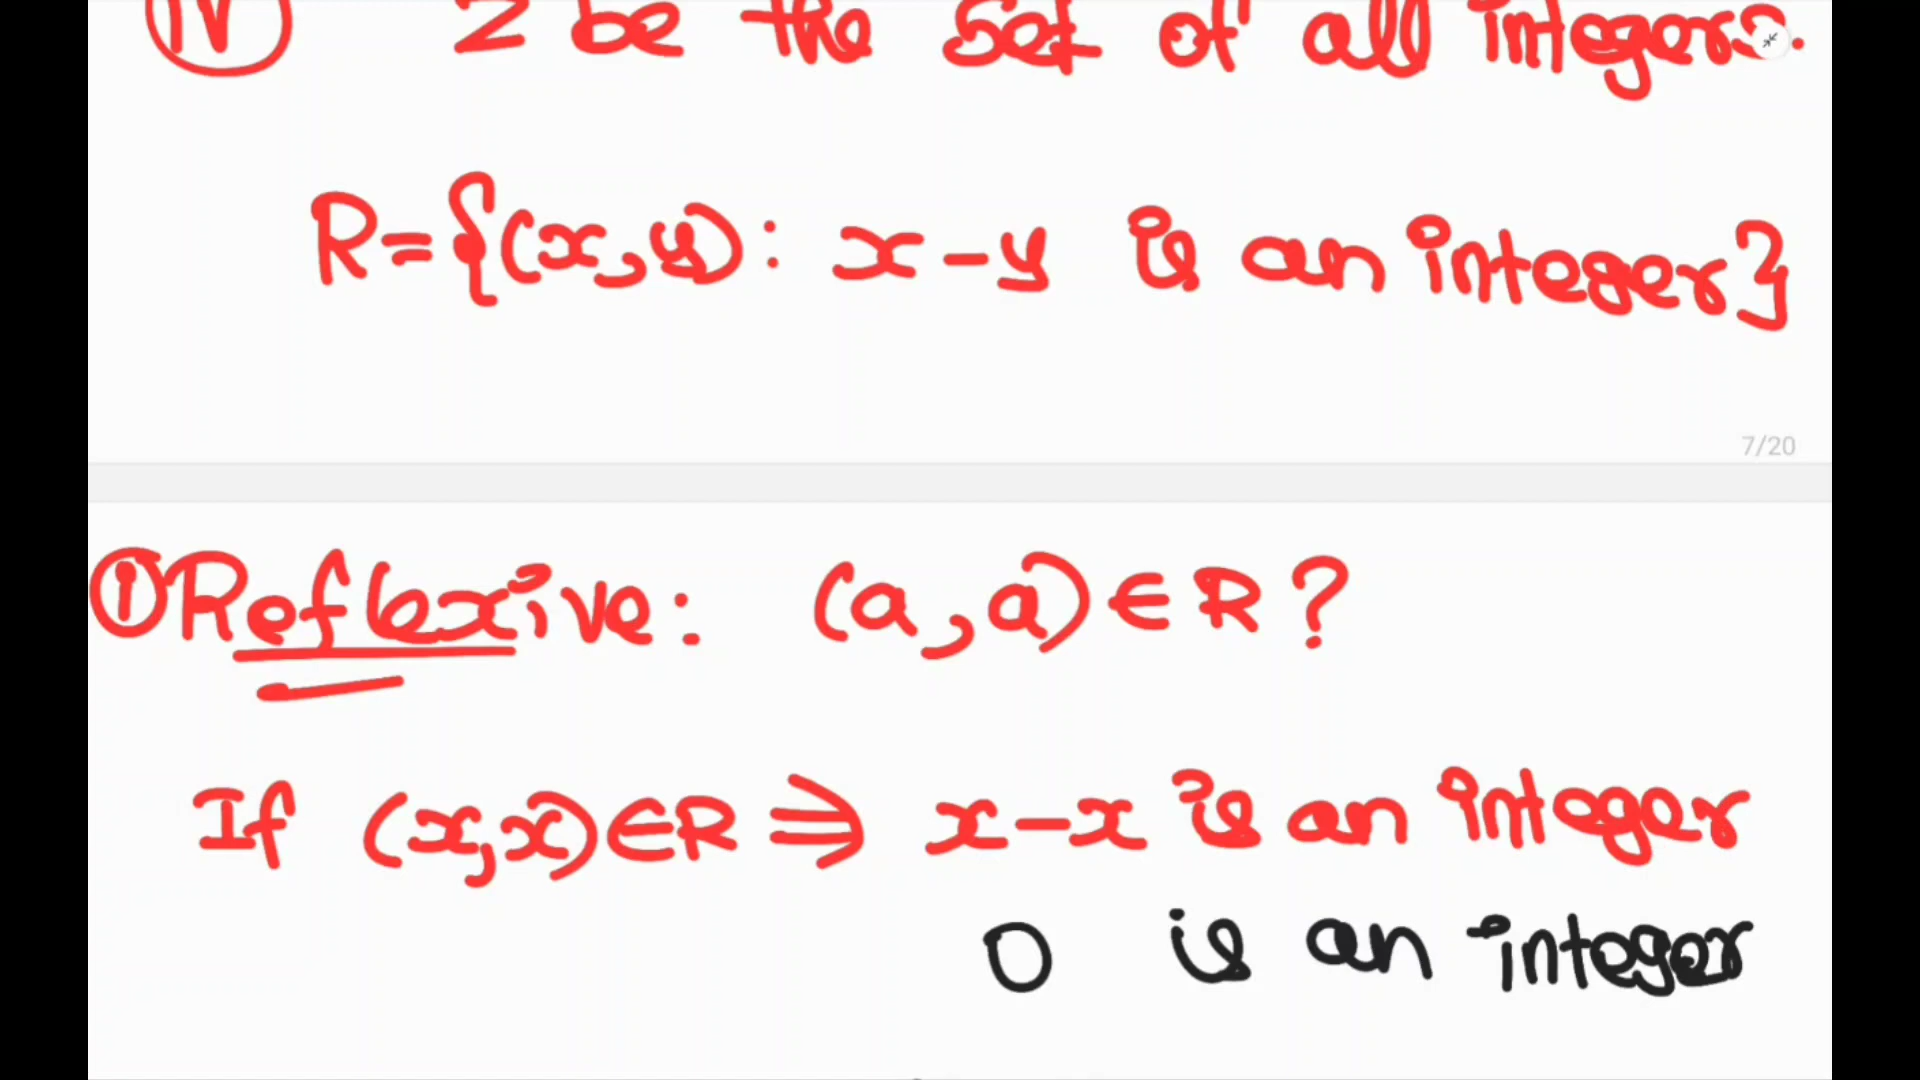 IV Z be the set of all integers.
R={(x,y): x-y is an integer}
7/20
① Reflexive: (a,a)∈R?
If (x,x)∈R ⇒ x-x is an integer
0 is an integer